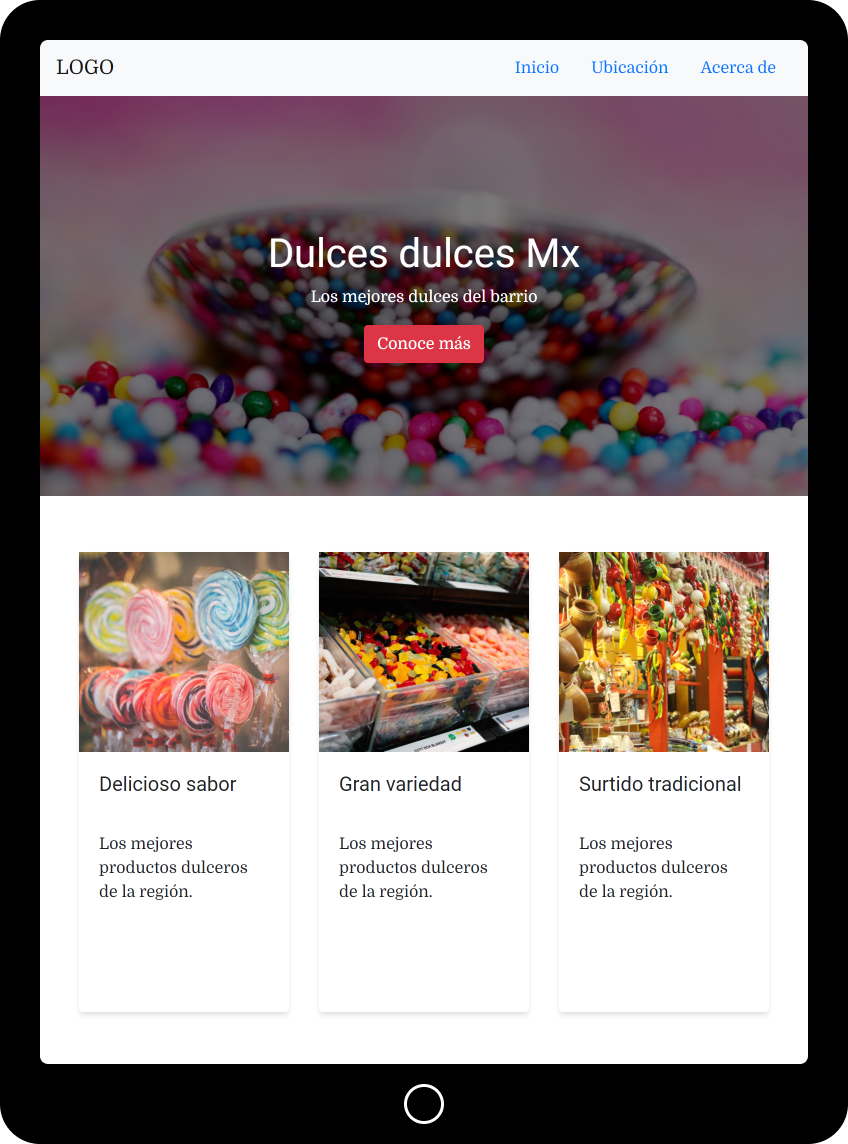 LOGO
Inicio Ubicación Acerca de
Dulces dulces Mx
Los mejores dulces del barrio
Conoce más
Delicioso sabor
Los mejores
productos dulceros
de la región.
Gran variedad
Los mejores
productos dulceros
de la región.
Surtido tradicional
Los mejores
productos dulceros
de la región.